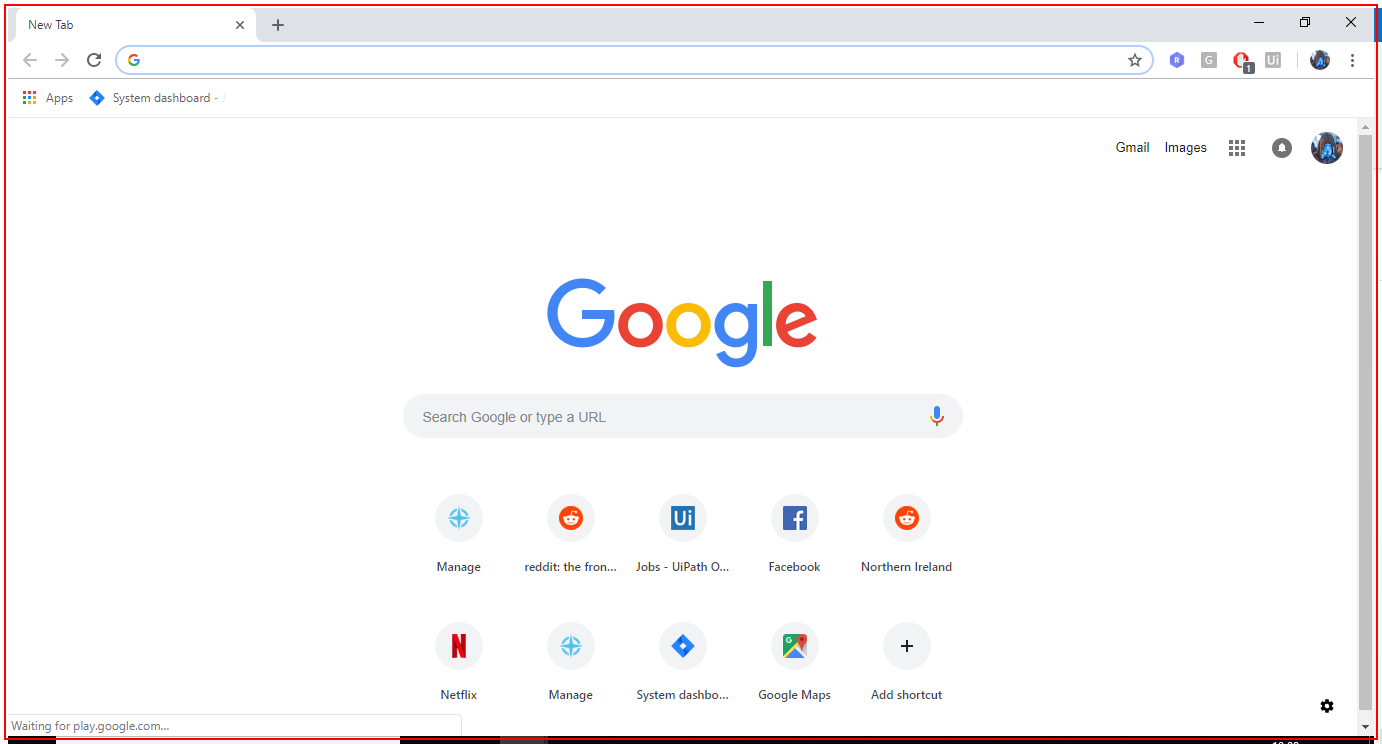 New Tab
Apps System dashboard -
Gmail Images
Google
Search Google or type a URL
Manage reddit: the fron... Jobs - UiPath O... Facebook Northern Ireland
Netflix Manage System dashbo... Google Maps Add shortcut
Waiting for play.google.com...